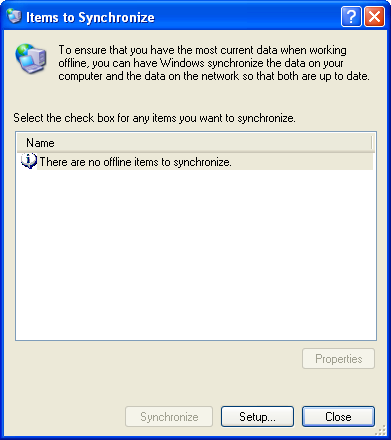 Items to Synchronize
To ensure that you have the most current data when working
offline, you can have Windows synchronize the data on your
computer and the data on the network so that both are up to date.
Select the check box for any items you want to synchronize.
Name
There are no offline items to synchronize.
Properties
Synchronize
Setup...
Close